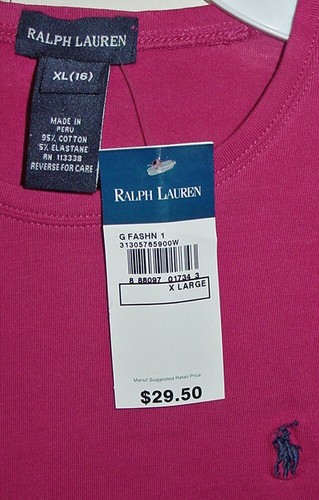 RALPH LAUREN
XL(16)
MADE IN
PERU
95% COTTON
5% ELASTANE
RN 113338
REVERSE FOR CARE
RALPH LAUREN
G FASHN 1
31305765900W
8 88097 01734 3
X LARGE
Manuf Suggested Retail Price
$29.50